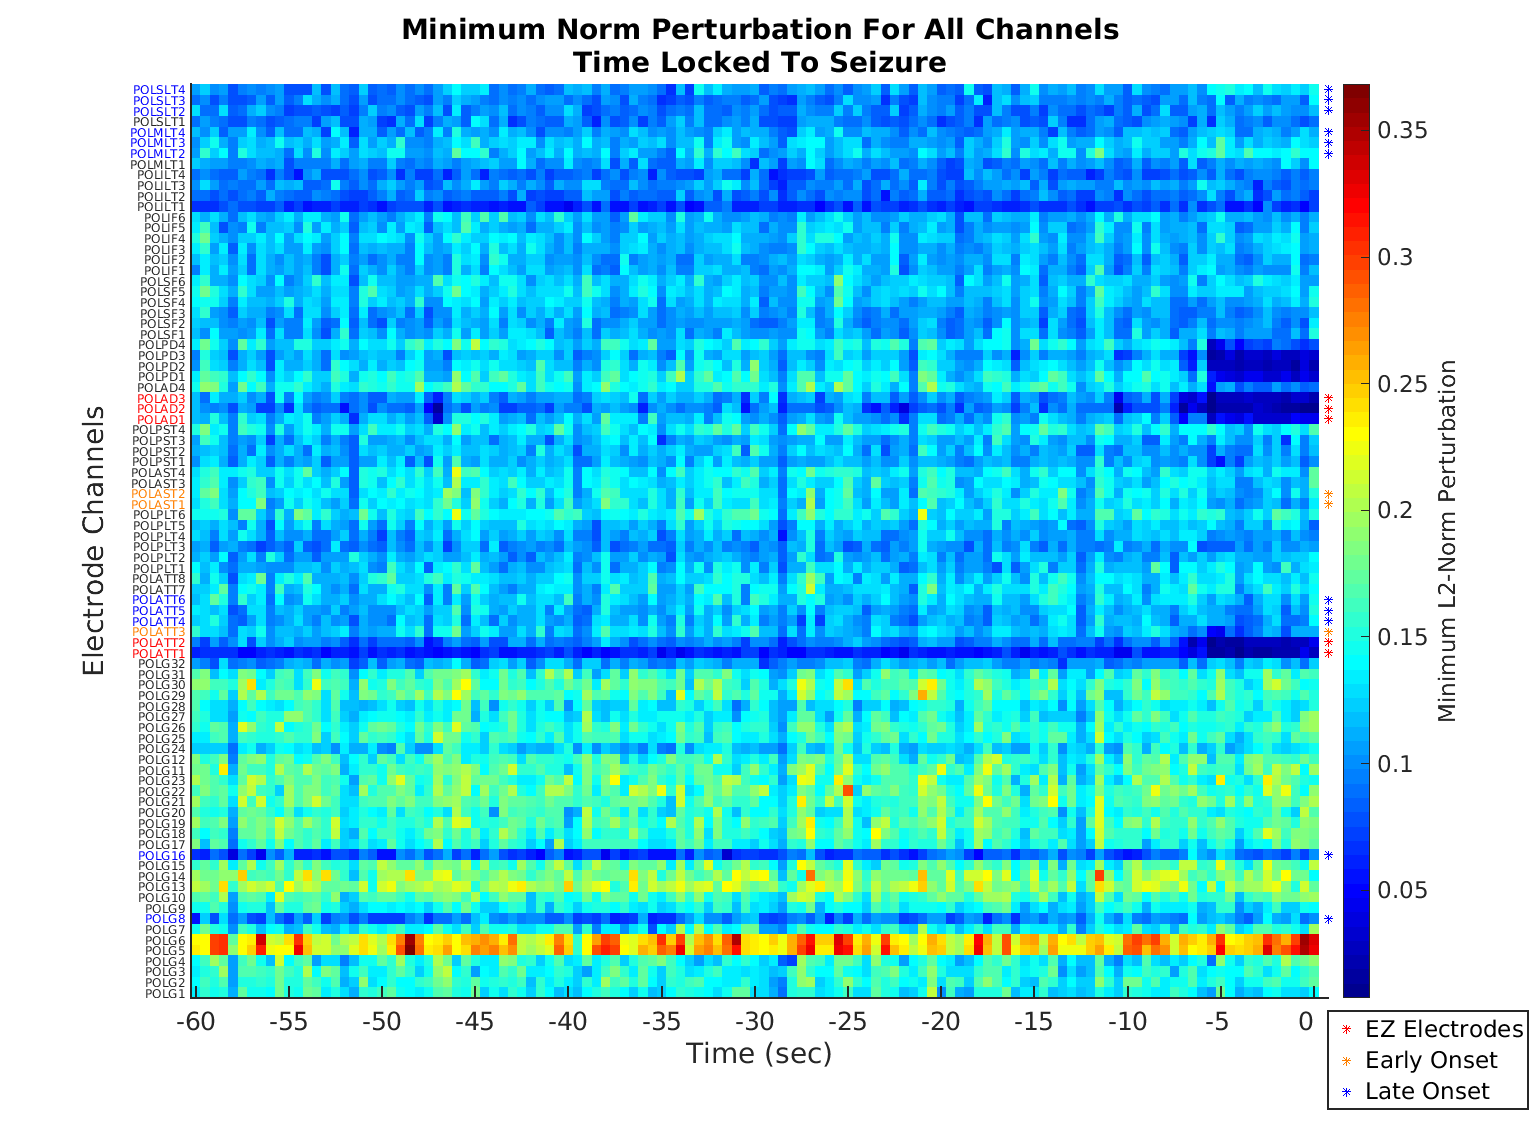 Minimum Norm Perturbation For All Channels
Time Locked To Seizure
Electrode Channels
POLSLT4
POLSLT3
POLSLT2
POLSLT1
POLMLT4
POLMLT3
POLMLT2
POLMLT1
POLILT4
POLILT3
POLILT2
POLILT1
POLIF6
POLIF5
POLIF4
POLIF3
POLIF2
POLIF1
POLSF6
POLSF5
POLSF4
POLSF3
POLSF2
POLSF1
POLPD4
POLPD3
POLPD2
POLPD1
POLAD4
POLAD3
POLAD2
POLAD1
POLPST4
POLPST3
POLPST2
POLPST1
POLAST4
POLAST3
POLAST2
POLAST1
POLPLT6
POLPLT5
POLPLT4
POLPLT3
POLPLT2
POLPLT1
POLATT8
POLATT7
POLATT6
POLATT5
POLATT4
POLATT3
POLATT2
POLATT1
POLG32
POLG31
POLG30
POLG29
POLG28
POLG27
POLG26
POLG25
POLG24
POLG12
POLG11
POLG23
POLG22
POLG21
POLG20
POLG19
POLG18
POLG17
POLG16
POLG15
POLG14
POLG13
POLG10
POLG9
POLG8
POLG7
POLG6
POLG5
POLG4
POLG3
POLG2
POLG1
-60 -55 -50 -45 -40 -35 -30 -25 -20 -15 -10 -5 0
Time (sec)
0.35
0.3
0.25
0.2
0.15
0.1
0.05
Minimum L2-Norm Perturbation
EZ Electrodes
Early Onset
Late Onset